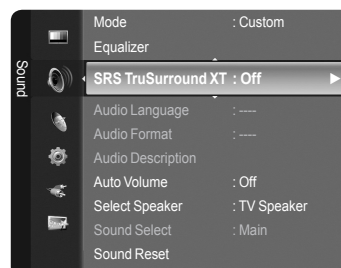 Sound
Mode : Custom
Equalizer
SRS TruSurround XT : Off
Audio Language : ----
Audio Format : ----
Audio Description
Auto Volume : Off
Select Speaker : TV Speaker
Sound Select : Main
Sound Reset